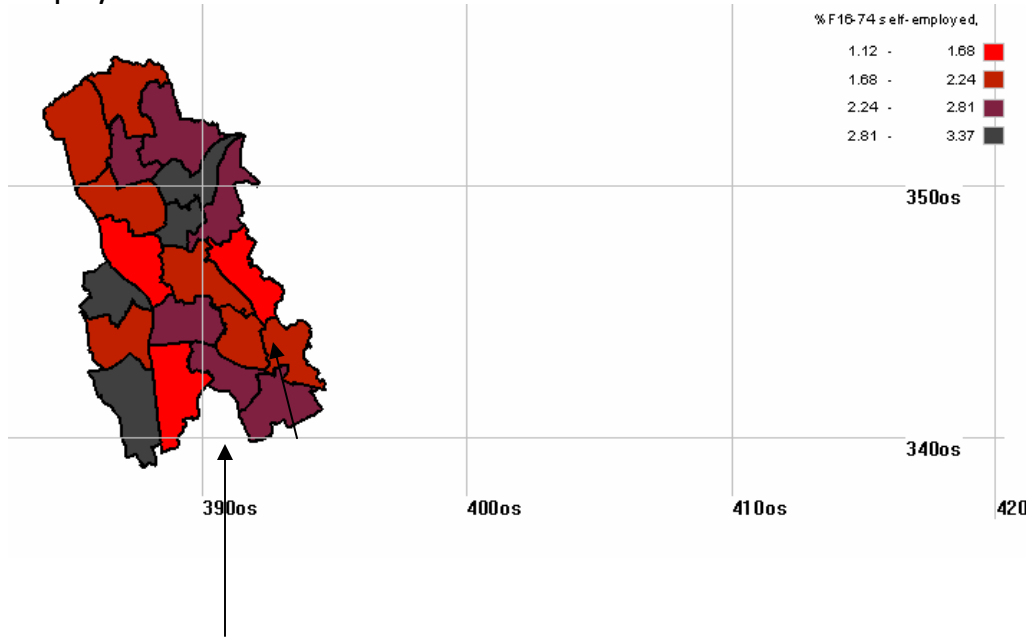 % F16-74 self-employed,
1.12 - 1.68
1.68 - 2.24
2.24 - 2.81
2.81 - 3.37
350os
340os
390os 400os 410os 420